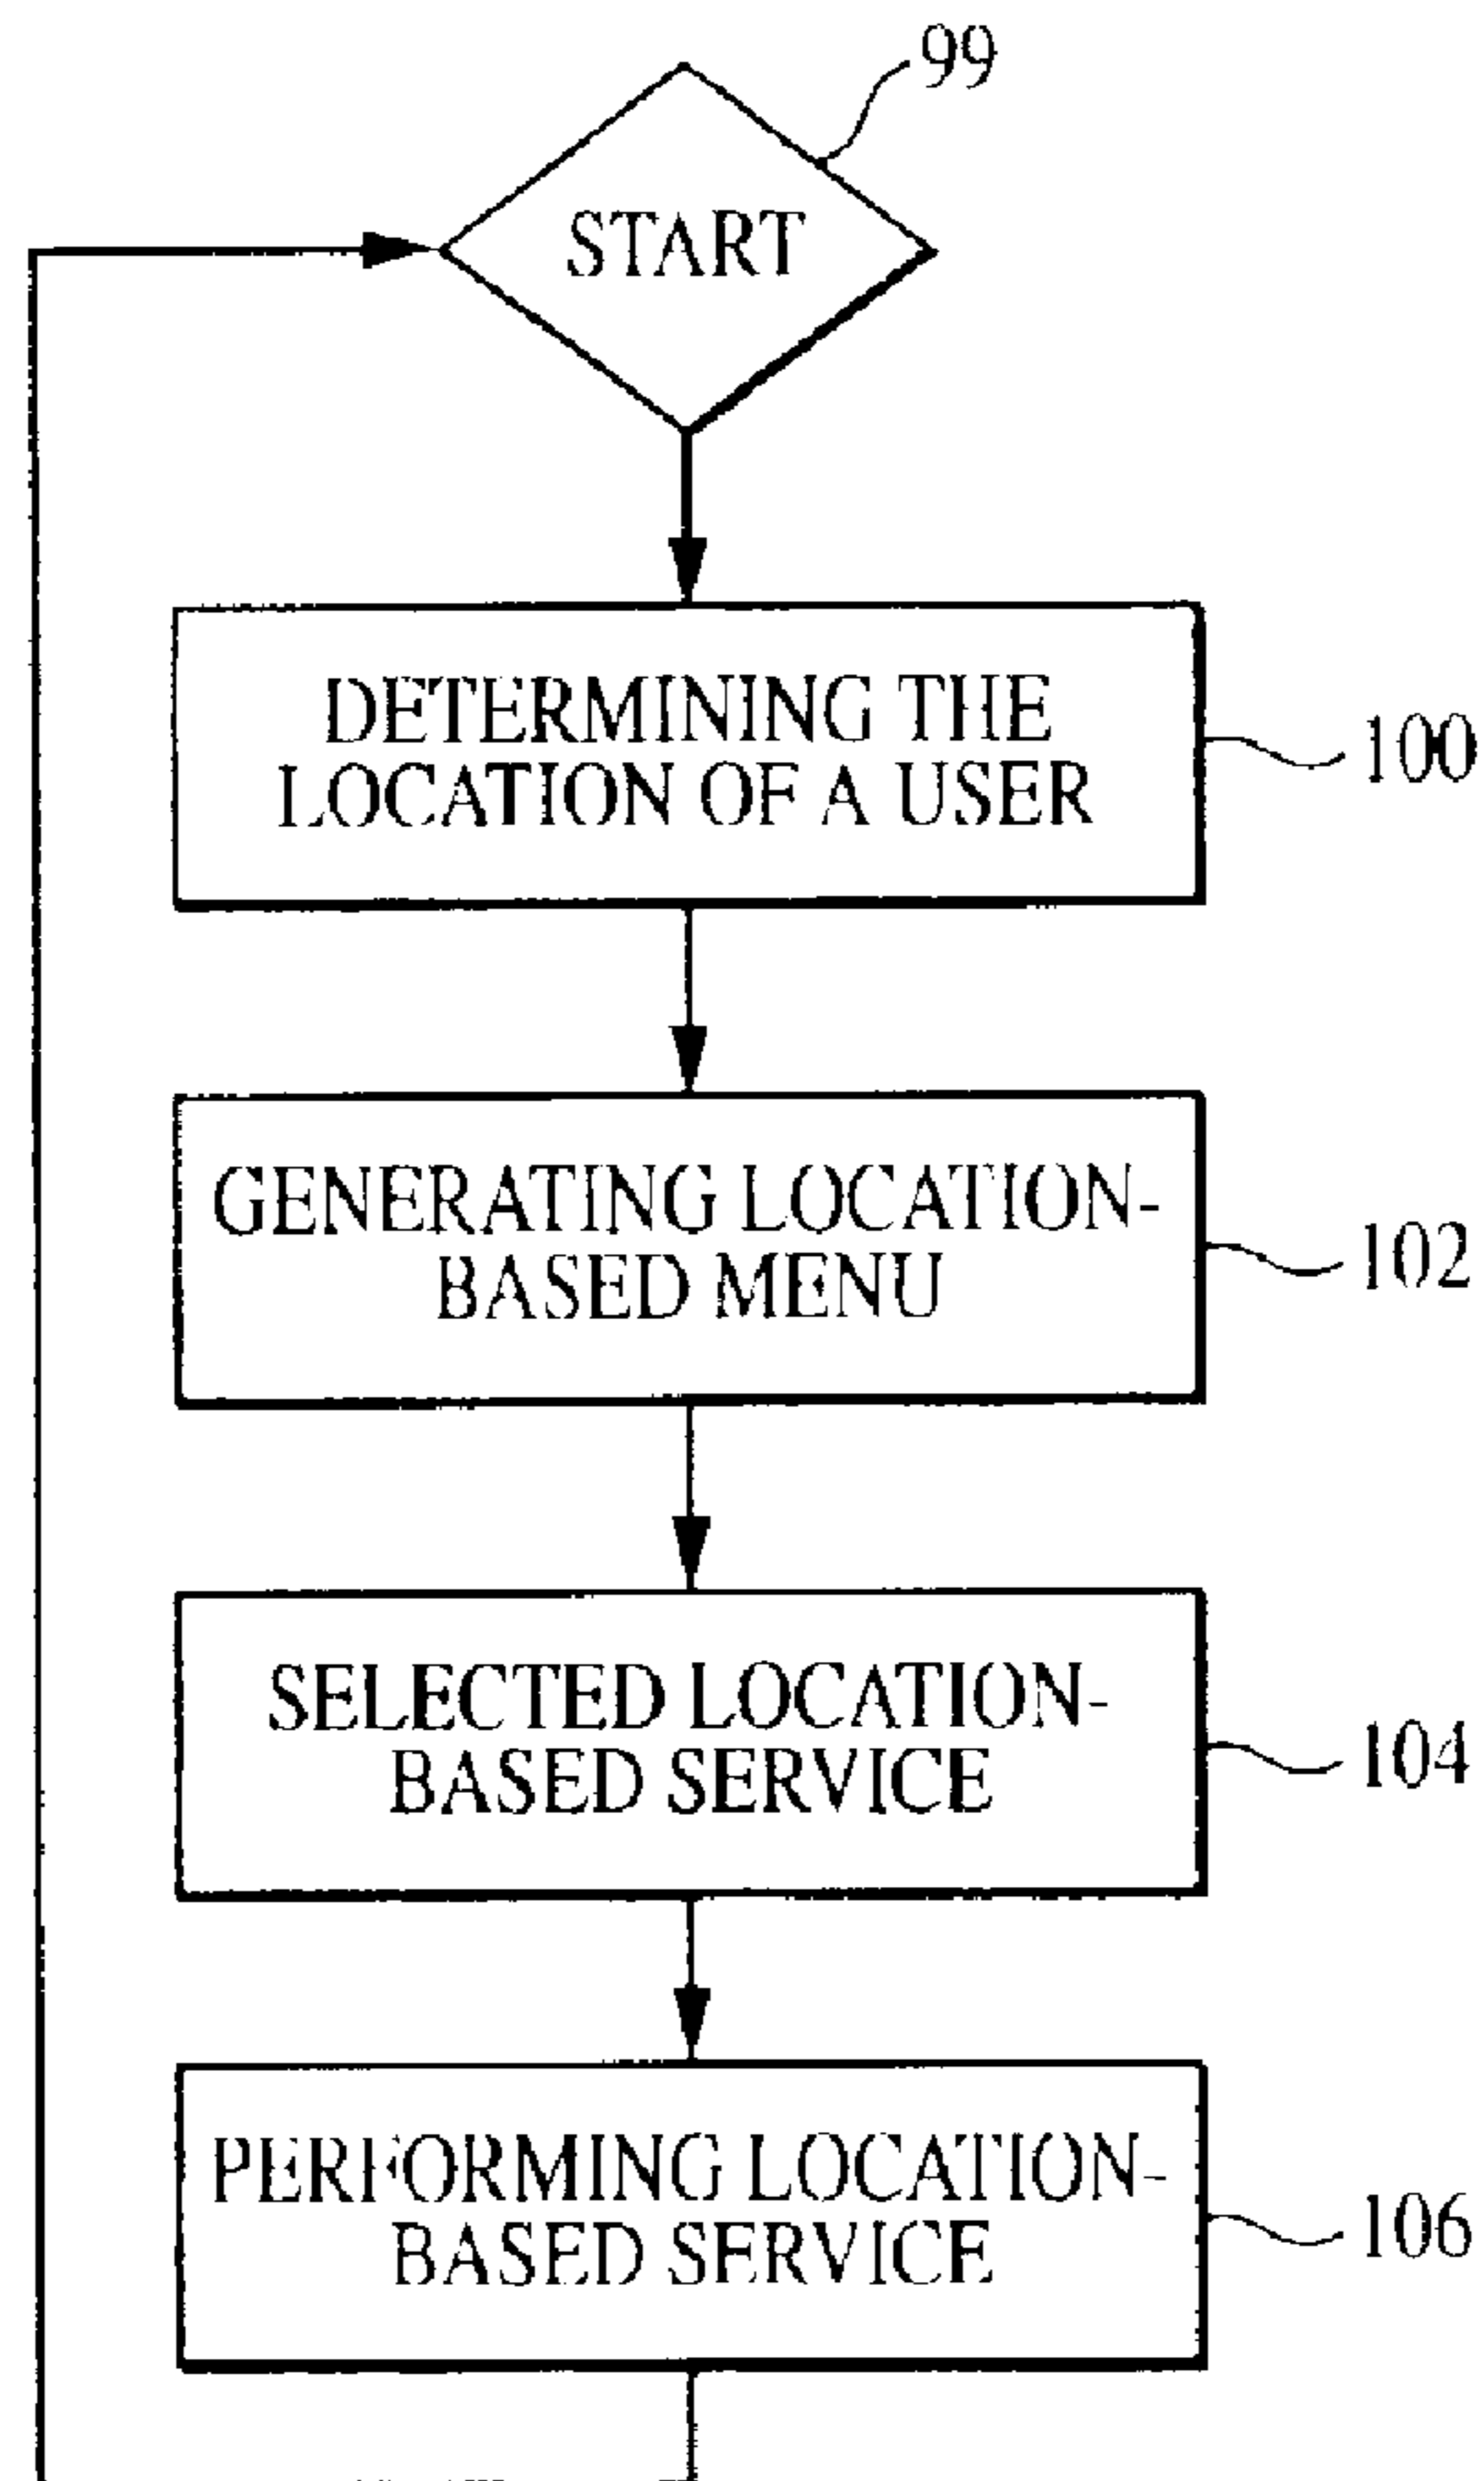 99
START
DETERMINING THE
LOCATION OF A USER
100
GENERATING LOCATION-
BASED MENU
102
SELECTED LOCATION-
BASED SERVICE
104
PERFORMING LOCATION-
BASED SERVICE
106